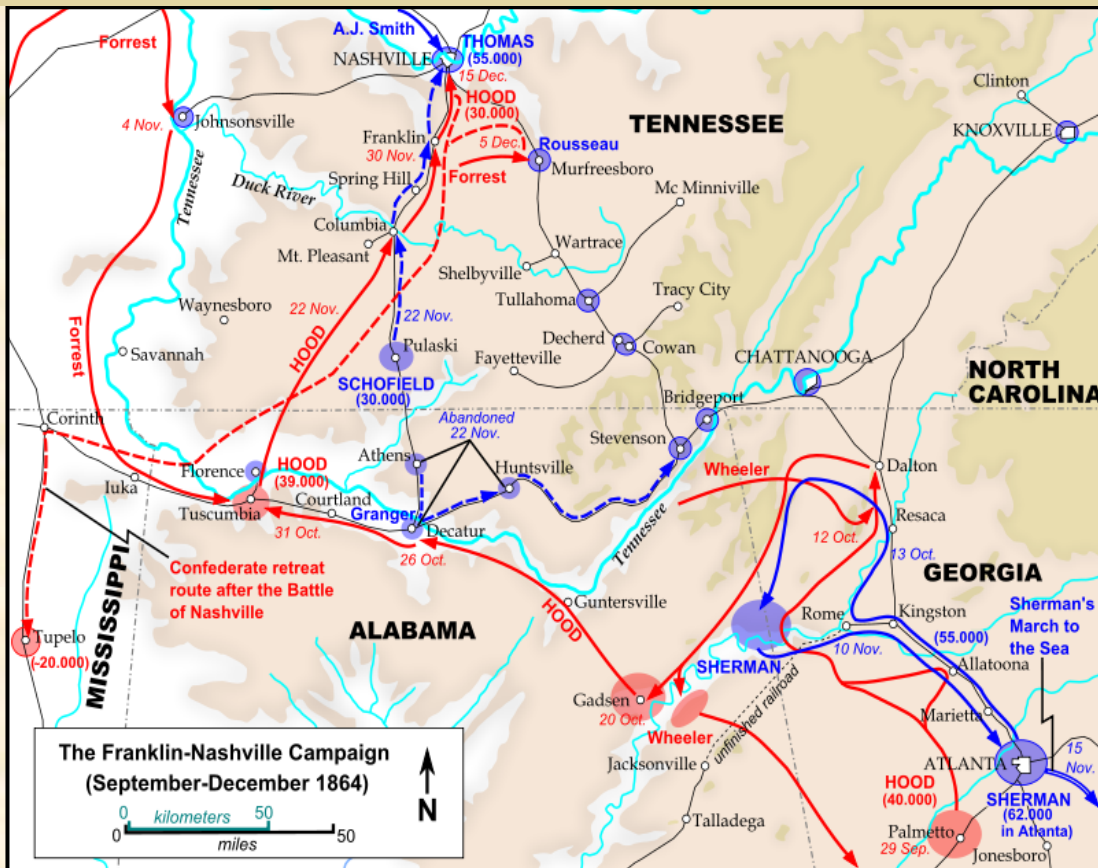 Forrest
A.J. Smith
THOMAS
(55.000)
NASHVILLE
15 Dec.
HOOD
(30.000)
Clinton
KNOXVILLE
TENNESSEE
4 Nov.
Johnsonsville
Franklin
30 Nov.
5 Dec.
Rousseau
Murfreesboro
Forrest
Tennessee
Duck River
Spring Hill
Mc Minniville
Columbia
Mt. Pleasant
Wartrace
Shelbyville
Tullahoma
Tracy City
Waynesboro
22 Nov.
HOOD
22 Nov.
Forrest
Savannah
Pulaski
Decherd
Cowan
Fayetteville
CHATTANOOGA
SCHOFIELD
(30.000)
NORTH
CAROLINA
Bridgeport
Corinth
Abandoned
22 Nov.
Stevenson
Athens
Huntsville
Florence
HOOD
(39.000)
Wheeler
Dalton
Iuka
Tuscumbia
Courtland
Granger
Decatur
Tennessee
Resaca
31 Oct.
26 Oct.
12 Oct.
13 Oct.
Confederate retreat
route after the Battle
of Nashville
GEORGIA
Guntersville
HOOD
Sherman's
March to
the Sea
Rome
Kingston
(55.000)
MISSISSIPPI
ALABAMA
Tupelo
(-20.000)
SHERMAN
10 Nov.
Allatoona
Gadsen
20 Oct.
Wheeler
unfinished railroad
Marietta
Jacksonville
ATLANTA
15
Nov.
HOOD
(40.000)
SHERMAN
(62.000
in Atlanta)
Talladega
Palmetto
29 Sep.
Jonesboro
The Franklin-Nashville Campaign
(September-December 1864)
0 50
kilometers
0 50
miles
N